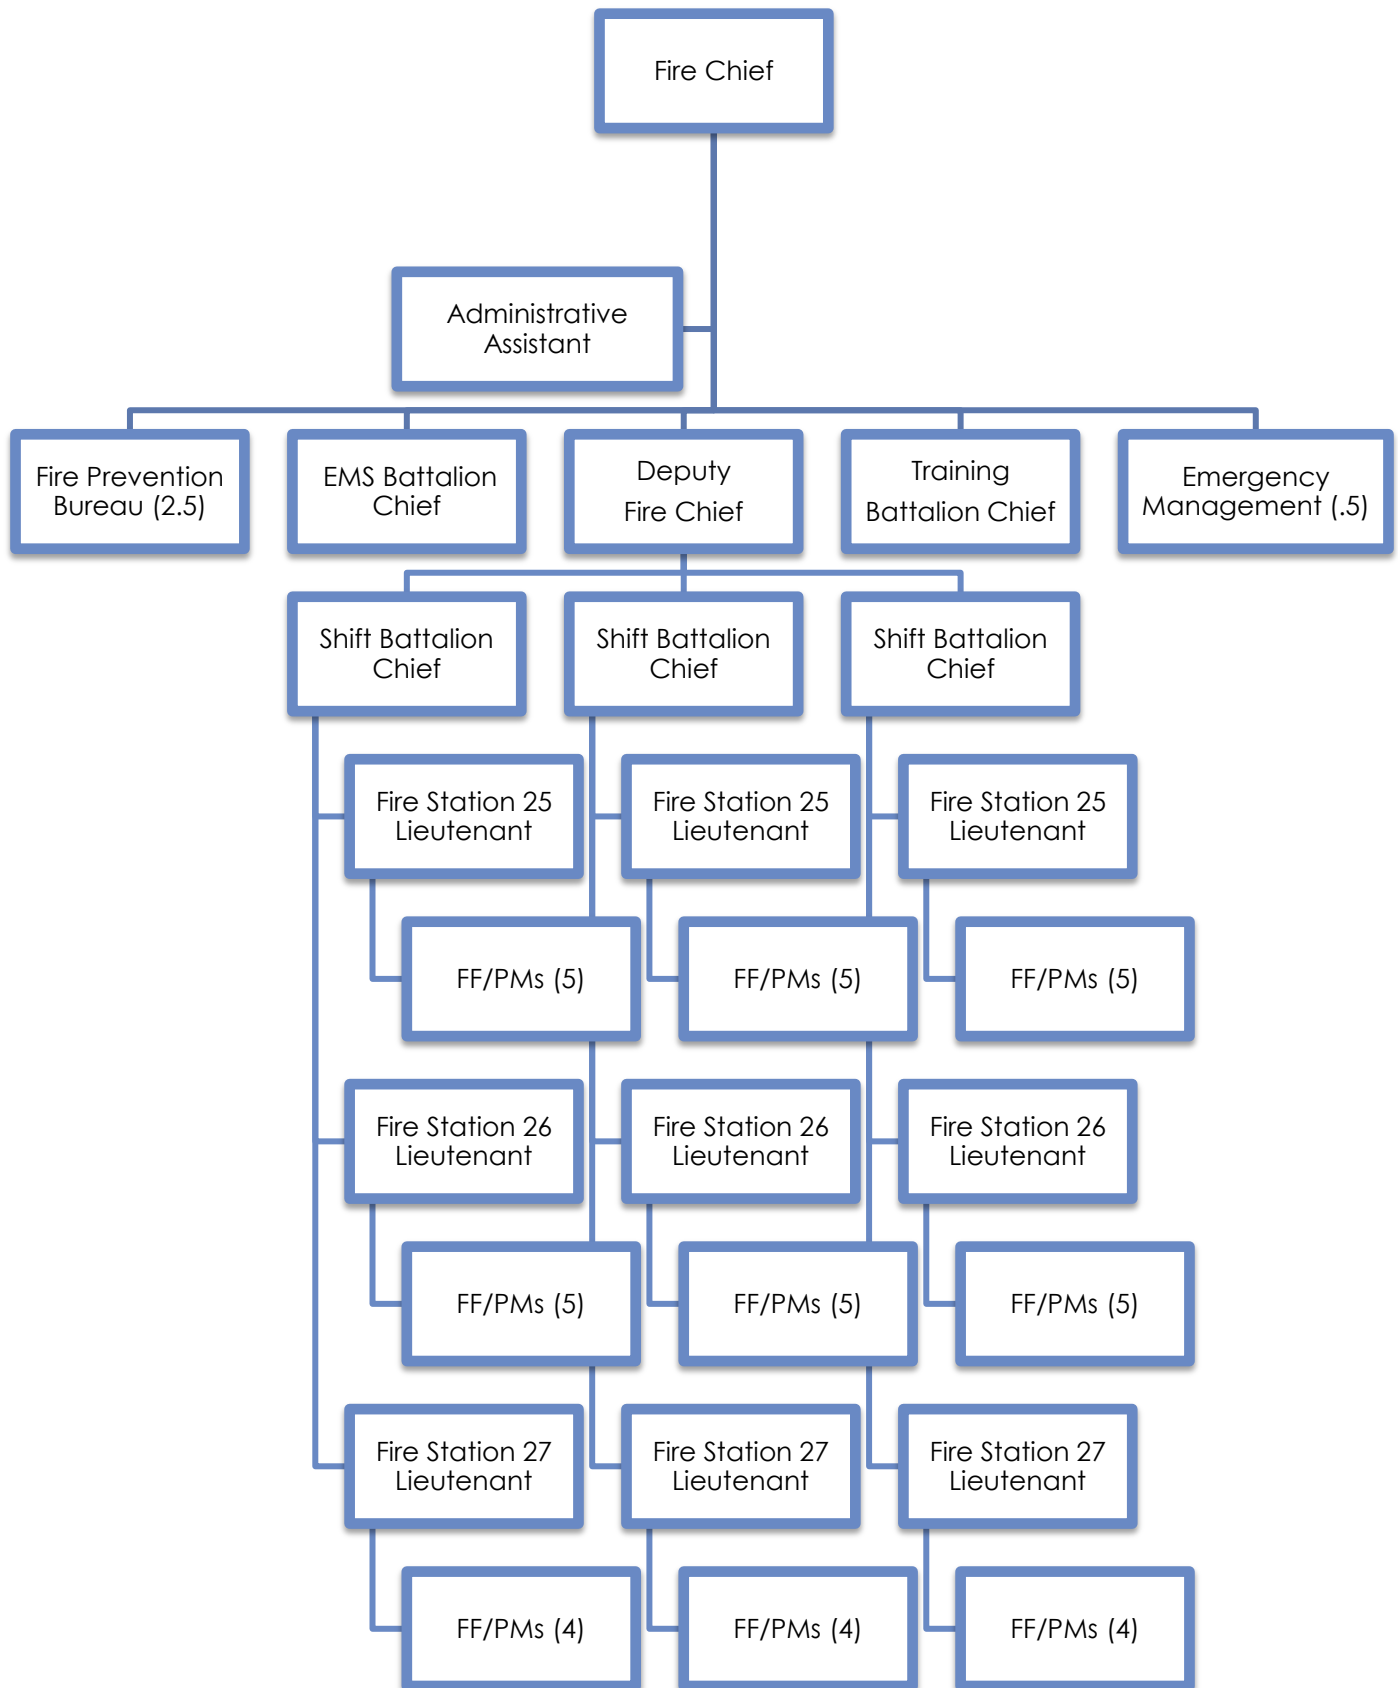 Fire Chief
Administrative
Assistant
Fire Prevention
Bureau (2.5)
EMS Battalion
Chief
Deputy
Fire Chief
Training
Battalion Chief
Emergency
Management (.5)
Shift Battalion
Chief
Shift Battalion
Chief
Shift Battalion
Chief
Fire Station 25
Lieutenant
Fire Station 25
Lieutenant
Fire Station 25
Lieutenant
FF/PMs (5)
FF/PMs (5)
FF/PMs (5)
Fire Station 26
Lieutenant
Fire Station 26
Lieutenant
Fire Station 26
Lieutenant
FF/PMs (5)
FF/PMs (5)
FF/PMs (5)
Fire Station 27
Lieutenant
Fire Station 27
Lieutenant
Fire Station 27
Lieutenant
FF/PMs (4)
FF/PMs (4)
FF/PMs (4)